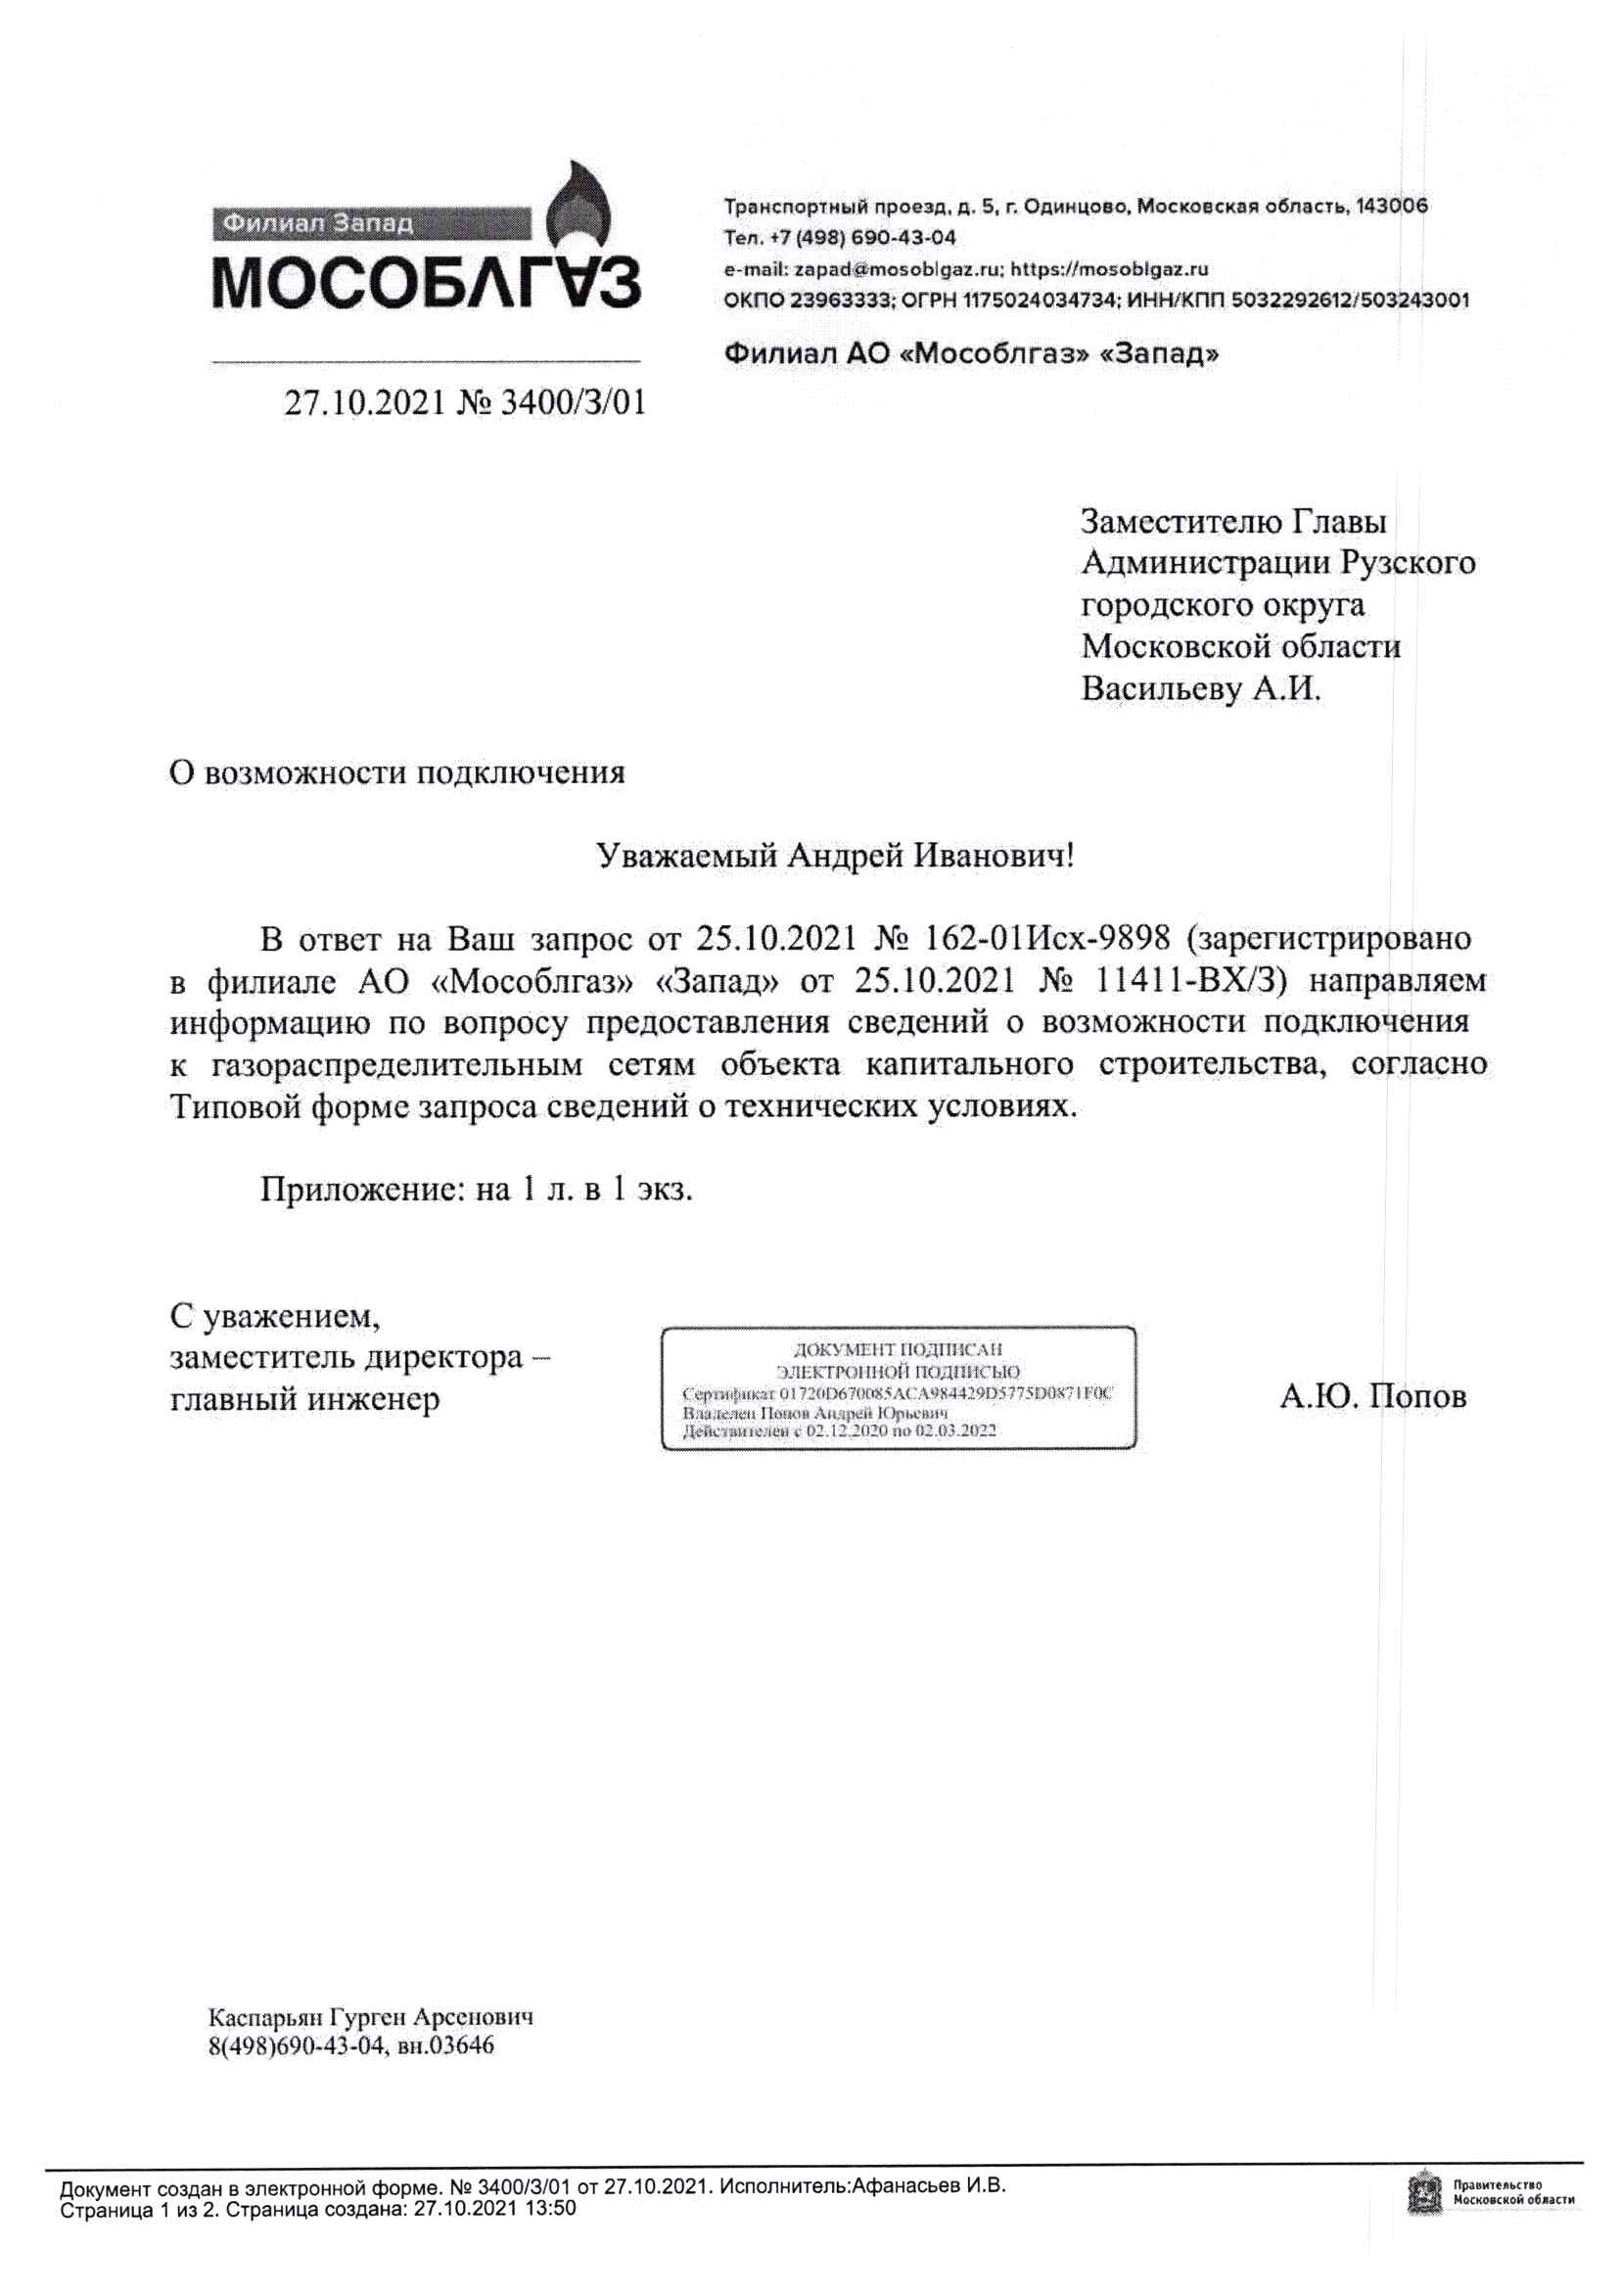 Филиал Запад
МОСОБЛГАЗ
Транспортный проезд, д. 5, г. Одинцово, Московская область, 143006
Тел. +7 (498) 690-43-04
e-mail: zapad@mosoblgaz.ru; https://mosoblgaz.ru
ОКПО 23963333; ОГРН 1175024034734; ИНН/КПП 5032292612/503243001
Филиал АО «Мособлгаз» «Запад»
27.10.2021 № 3400/З/01
Заместителю Главы
Администрации Рузского
городского округа
Московской области
Васильеву А.И.
О возможности подключения
Уважаемый Андрей Иванович!
В ответ на Ваш запрос от 25.10.2021 № 162-01Исх-9898 (зарегистрировано
в филиале АО «Мособлгаз» «Запад» от 25.10.2021 № 11411-ВХ/З) направляем
информацию по вопросу предоставления сведений о возможности подключения
к газораспределительным сетям объекта капитального строительства, согласно
Типовой форме запроса сведений о технических условиях.
Приложение: на 1 л. в 1 экз.
С уважением,
заместитель директора –
главный инженер
ДОКУМЕНТ ПОДПИСАН
ЭЛЕКТРОННОЙ ПОДПИСЬЮ
Сертификат 01720D670085ACA984429D5775D0871F0C
Владелец Попов Андрей Юрьевич
Действителен с 02.12.2020 по 02.03.2022
А.Ю. Попов
Каспарьян Гурген Арсенович
8(498)690-43-04, вн.03646
Документ создан в электронной форме. № 3400/З/01 от 27.10.2021. Исполнитель:Афанасьев И.В.
Страница 1 из 2. Страница создана: 27.10.2021 13:50
Правительство
Московской области